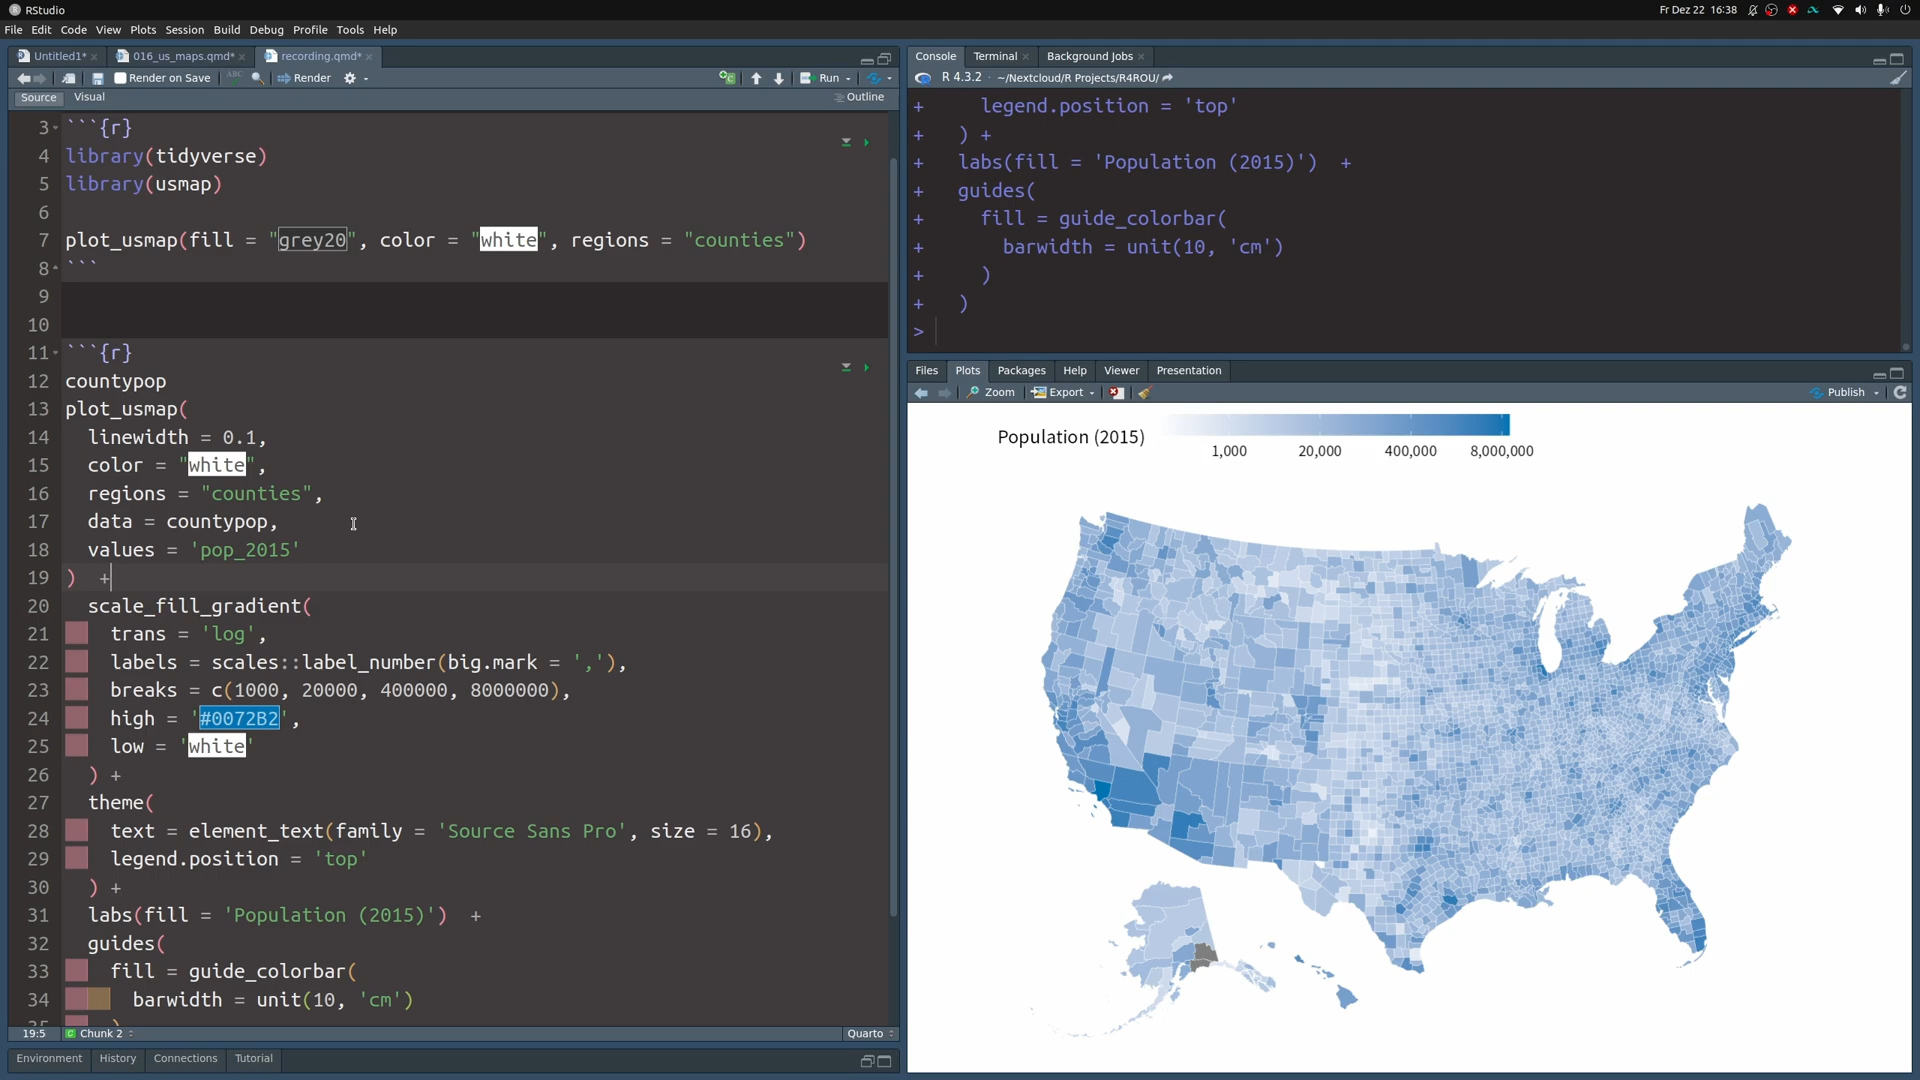 RStudio
Fr Dez 22 16:38
File Edit Code View Plots Session Build Debug Profile Tools Help
Untitled1* × 016_us_maps.qmd* × recording.qmd* ×
Render on Save ABC Render Run
Source Visual Outline
3 ```{r}
4 library(tidyverse)
5 library(usmap)
6
7 plot_usmap(fill = "grey20", color = "white", regions = "counties")
8 ```
9
10
11 ```{r}
12 countypop
13 plot_usmap(
14 linewidth = 0.1,
15 color = "white",
16 regions = "counties",
17 data = countypop,
18 values = 'pop_2015'
19 ) +
20 scale_fill_gradient(
21 trans = 'log',
22 labels = scales::label_number(big.mark = ','),
23 breaks = c(1000, 20000, 400000, 8000000),
24 high = '#0072B2',
25 low = 'white'
26 ) +
27 theme(
28 text = element_text(family = 'Source Sans Pro', size = 16),
29 legend.position = 'top'
30 ) +
31 labs(fill = 'Population (2015)') +
32 guides(
33 fill = guide_colorbar(
34 barwidth = unit(10, 'cm')
35 )
19:5 Chunk 2 Quarto
Environment History Connections Tutorial
Console Terminal × Background Jobs ×
R 4.3.2 · ~/Nextcloud/R Projects/R4ROU/
+ legend.position = 'top'
+ ) +
+ labs(fill = 'Population (2015)') +
+ guides(
+ fill = guide_colorbar(
+ barwidth = unit(10, 'cm')
+ )
+ )
>
Files Plots Packages Help Viewer Presentation
Zoom Export Publish
Population (2015)
1,000 20,000 400,000 8,000,000